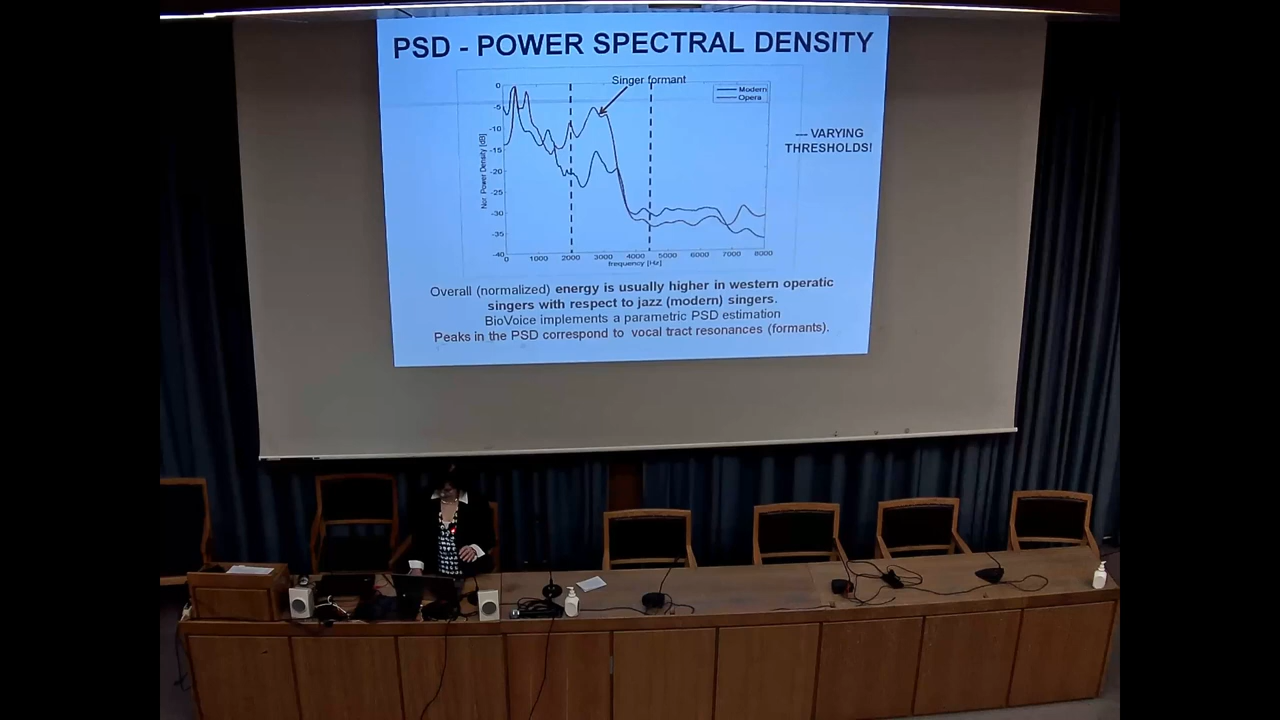 PSD - POWER SPECTRAL DENSITY
Singer formant
Modern
Opera
--- VARYING
THRESHOLDS!
Nor. Power Density [dB]
0
-5
-10
-15
-20
-25
-30
-35
-40
0 1000 2000 3000 4000 5000 6000 7000 8000
frequency [Hz]
Overall (normalized) energy is usually higher in western operatic
singers with respect to jazz (modern) singers.
BioVoice implements a parametric PSD estimation
Peaks in the PSD correspond to vocal tract resonances (formants).